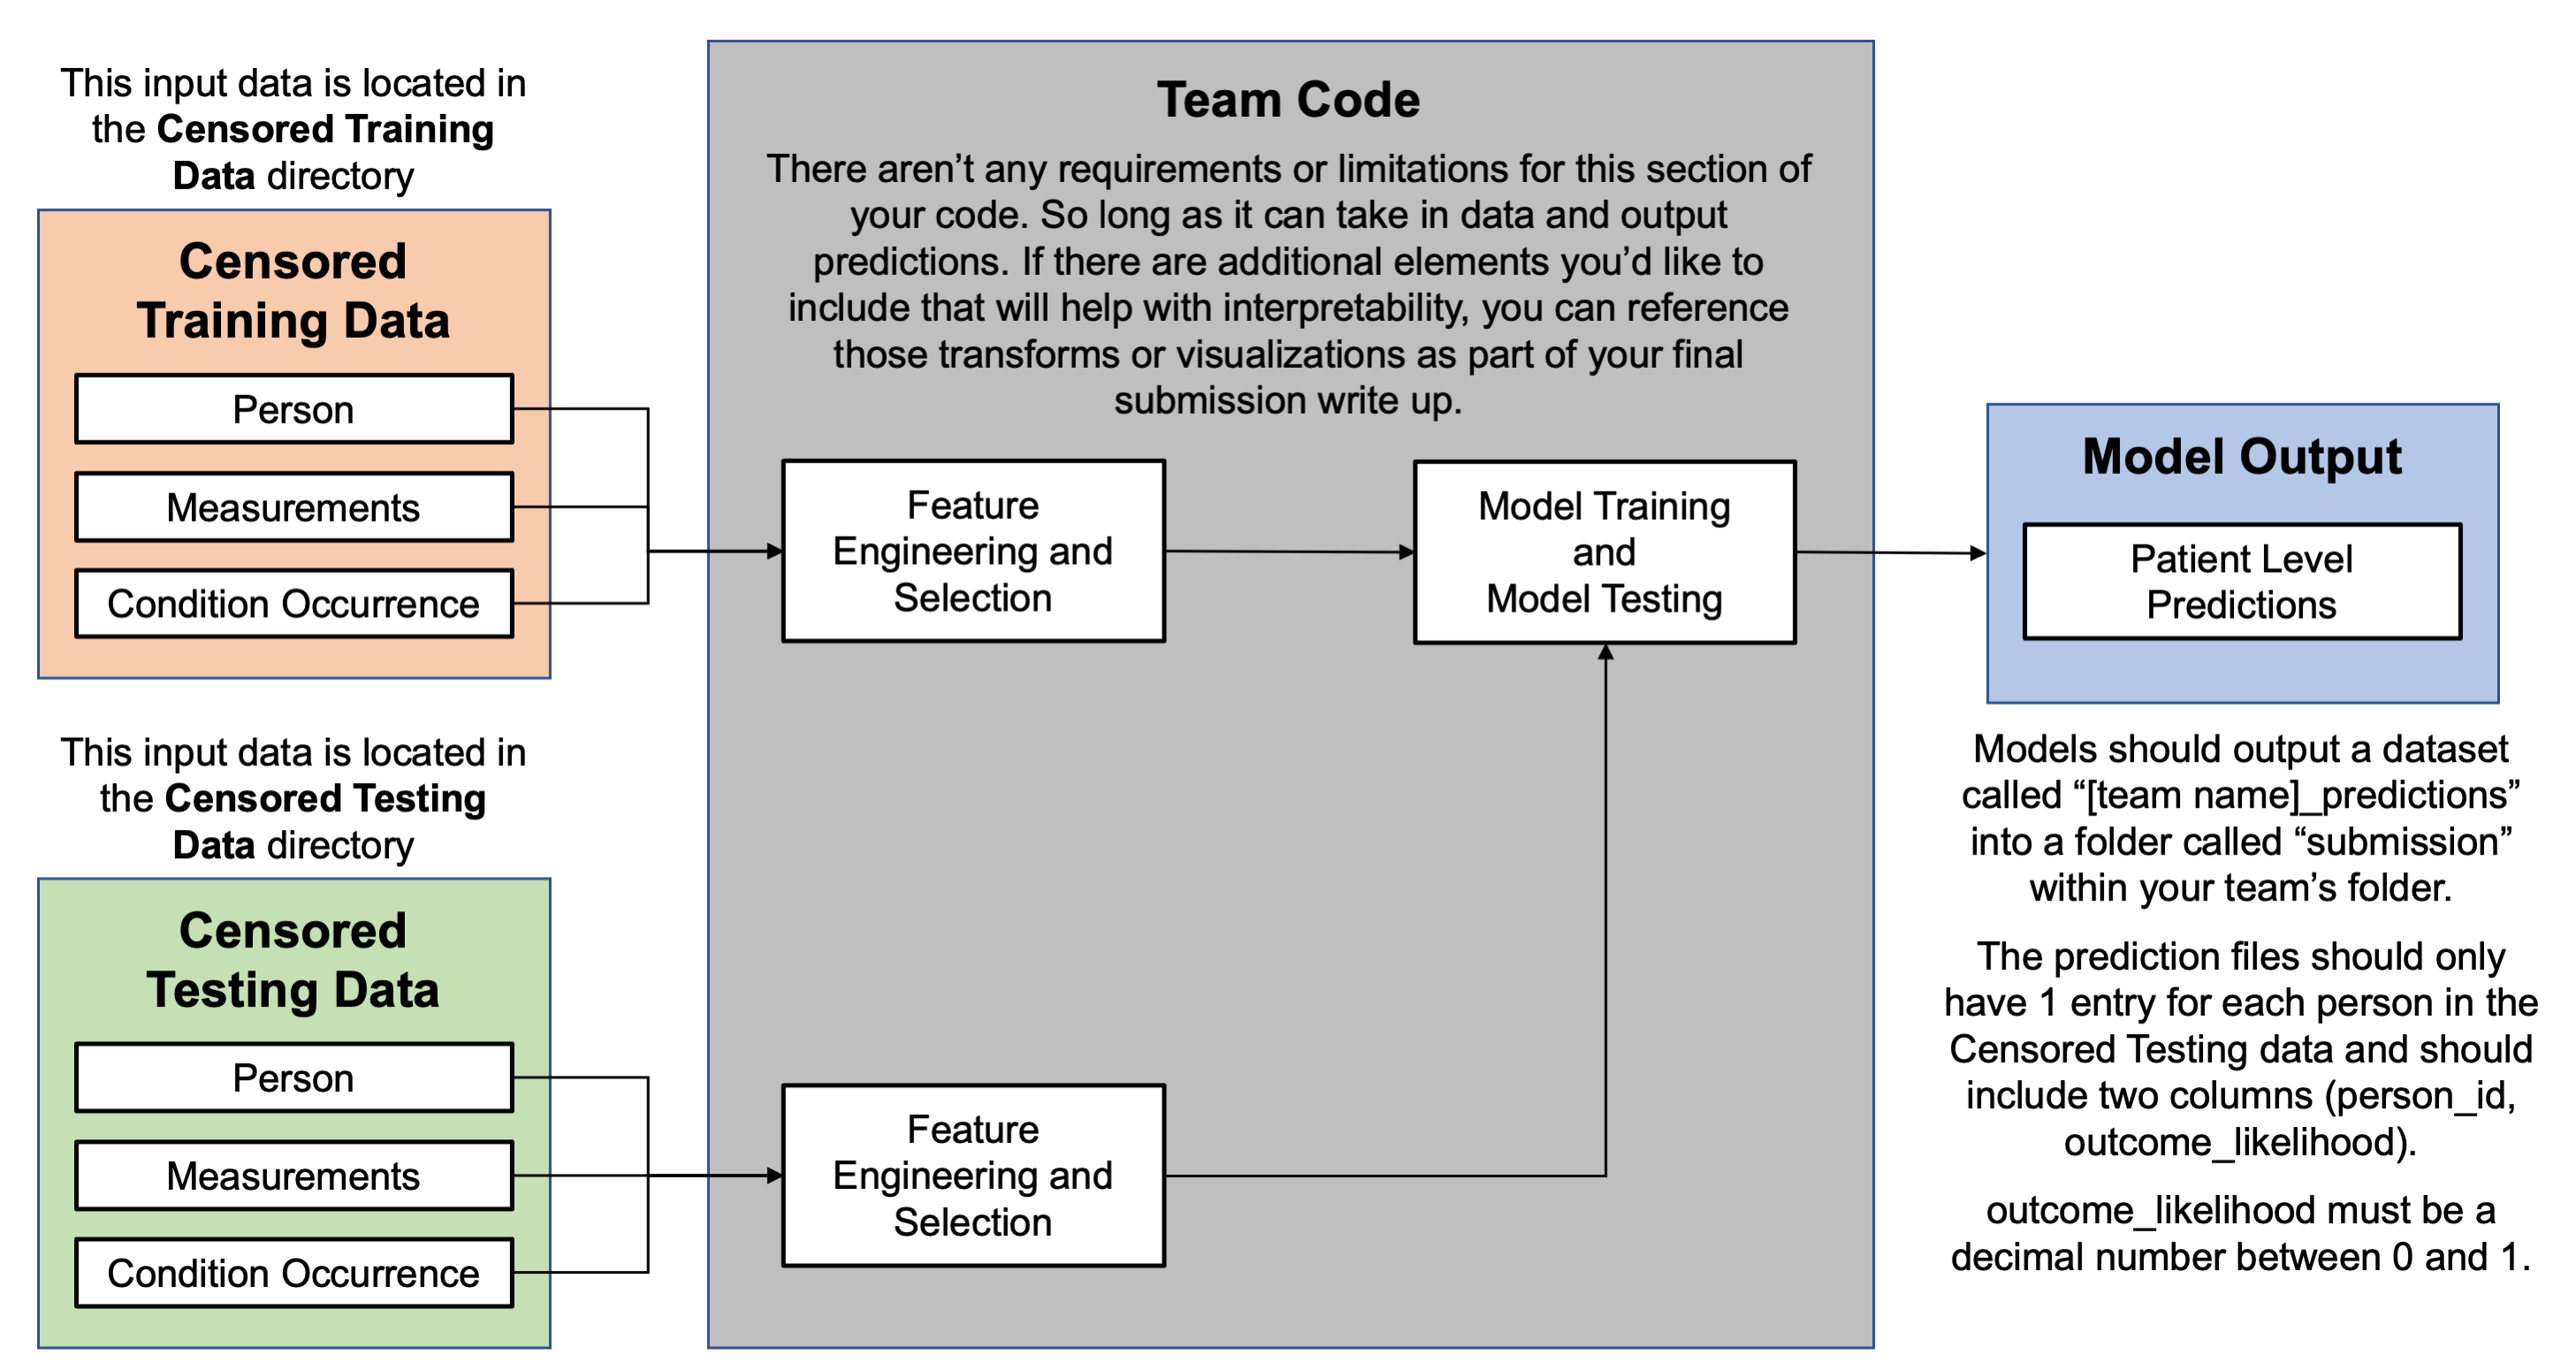 This input data is located in
the Censored Training
Data directory
Censored
Training Data
Person
Measurements
Condition Occurrence
This input data is located in
the Censored Testing
Data directory
Censored
Testing Data
Person
Measurements
Condition Occurrence
Team Code
There aren’t any requirements or limitations for this section of
your code. So long as it can take in data and output
predictions. If there are additional elements you’d like to
include that will help with interpretability, you can reference
those transforms or visualizations as part of your final
submission write up.
Feature
Engineering and
Selection
Model Training
and
Model Testing
Feature
Engineering and
Selection
Model Output
Patient Level
Predictions
Models should output a dataset
called “[team name]_predictions”
into a folder called “submission”
within your team’s folder.
The prediction files should only
have 1 entry for each person in the
Censored Testing data and should
include two columns (person_id,
outcome_likelihood).
outcome_likelihood must be a
decimal number between 0 and 1.